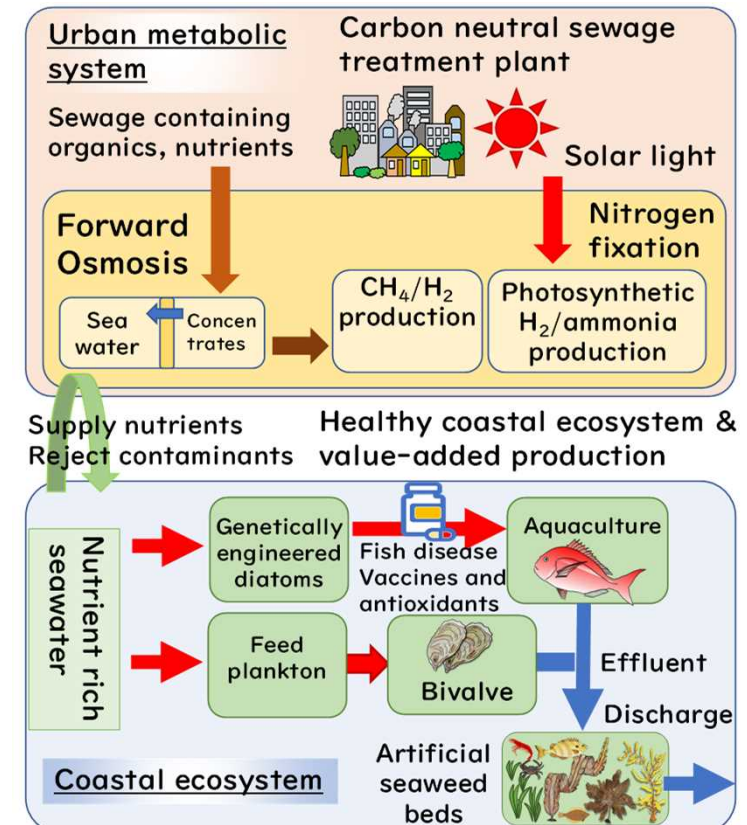 Urban metabolic
system
Carbon neutral sewage
treatment plant
Sewage containing
organics, nutrients
Solar light
Forward
Osmosis
Nitrogen
fixation
Sea
water
Concen
trates
CH₄/H₂
production
Photosynthetic
H₂/ammonia
production
Supply nutrients
Reject contaminants
Healthy coastal ecosystem &
value-added production
Nutrient rich
seawater
Genetically
engineered
diatoms
Fish disease
Vaccines and
antioxidants
Aquaculture
Feed
plankton
Bivalve
Effluent
Discharge
Artificial
seaweed
beds
Coastal ecosystem